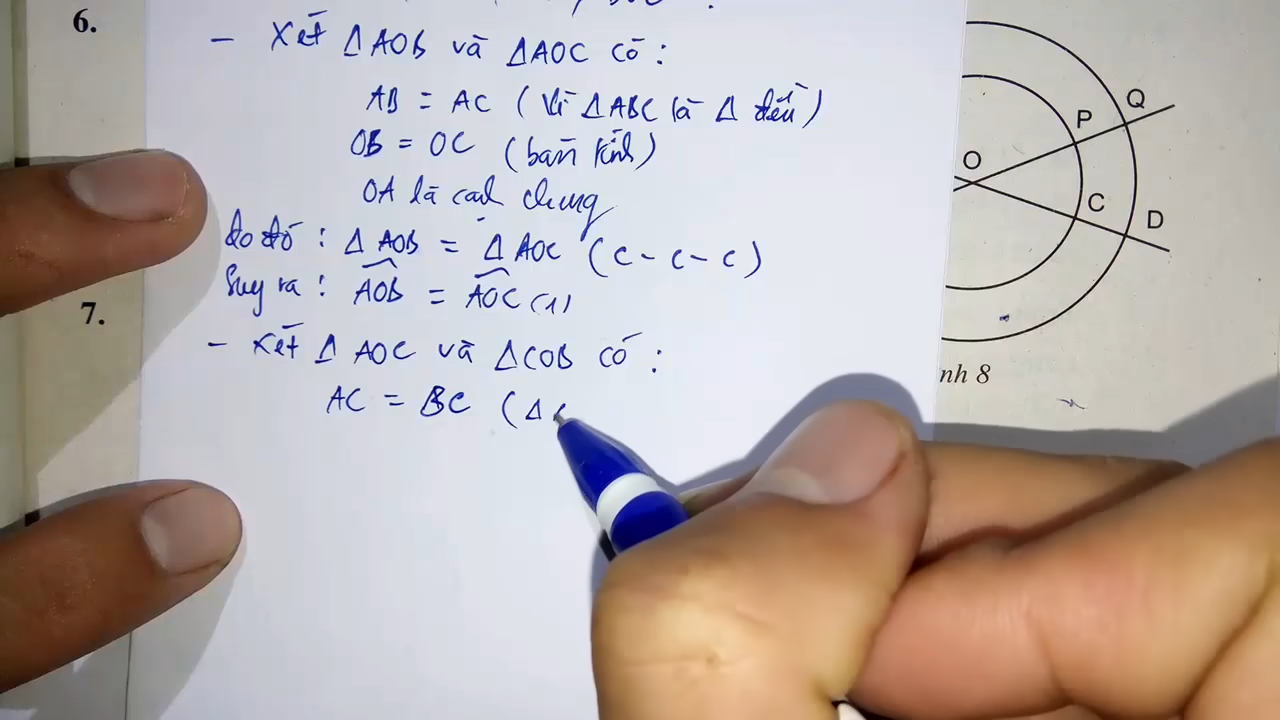 6.
- Xét ΔAOB và ΔAOC có:
AB = AC (Vì ΔABC là Δ đều)
OB = OC (bán kính)
OA là cạnh chung
do đó: ΔAOB = ΔAOC (c-c-c)
Suy ra: AOB = AOC (1)
7.
- Xét ΔAOC và ΔCOB có:
AC = BC (Δ
Q
P
O
C
D
nh 8